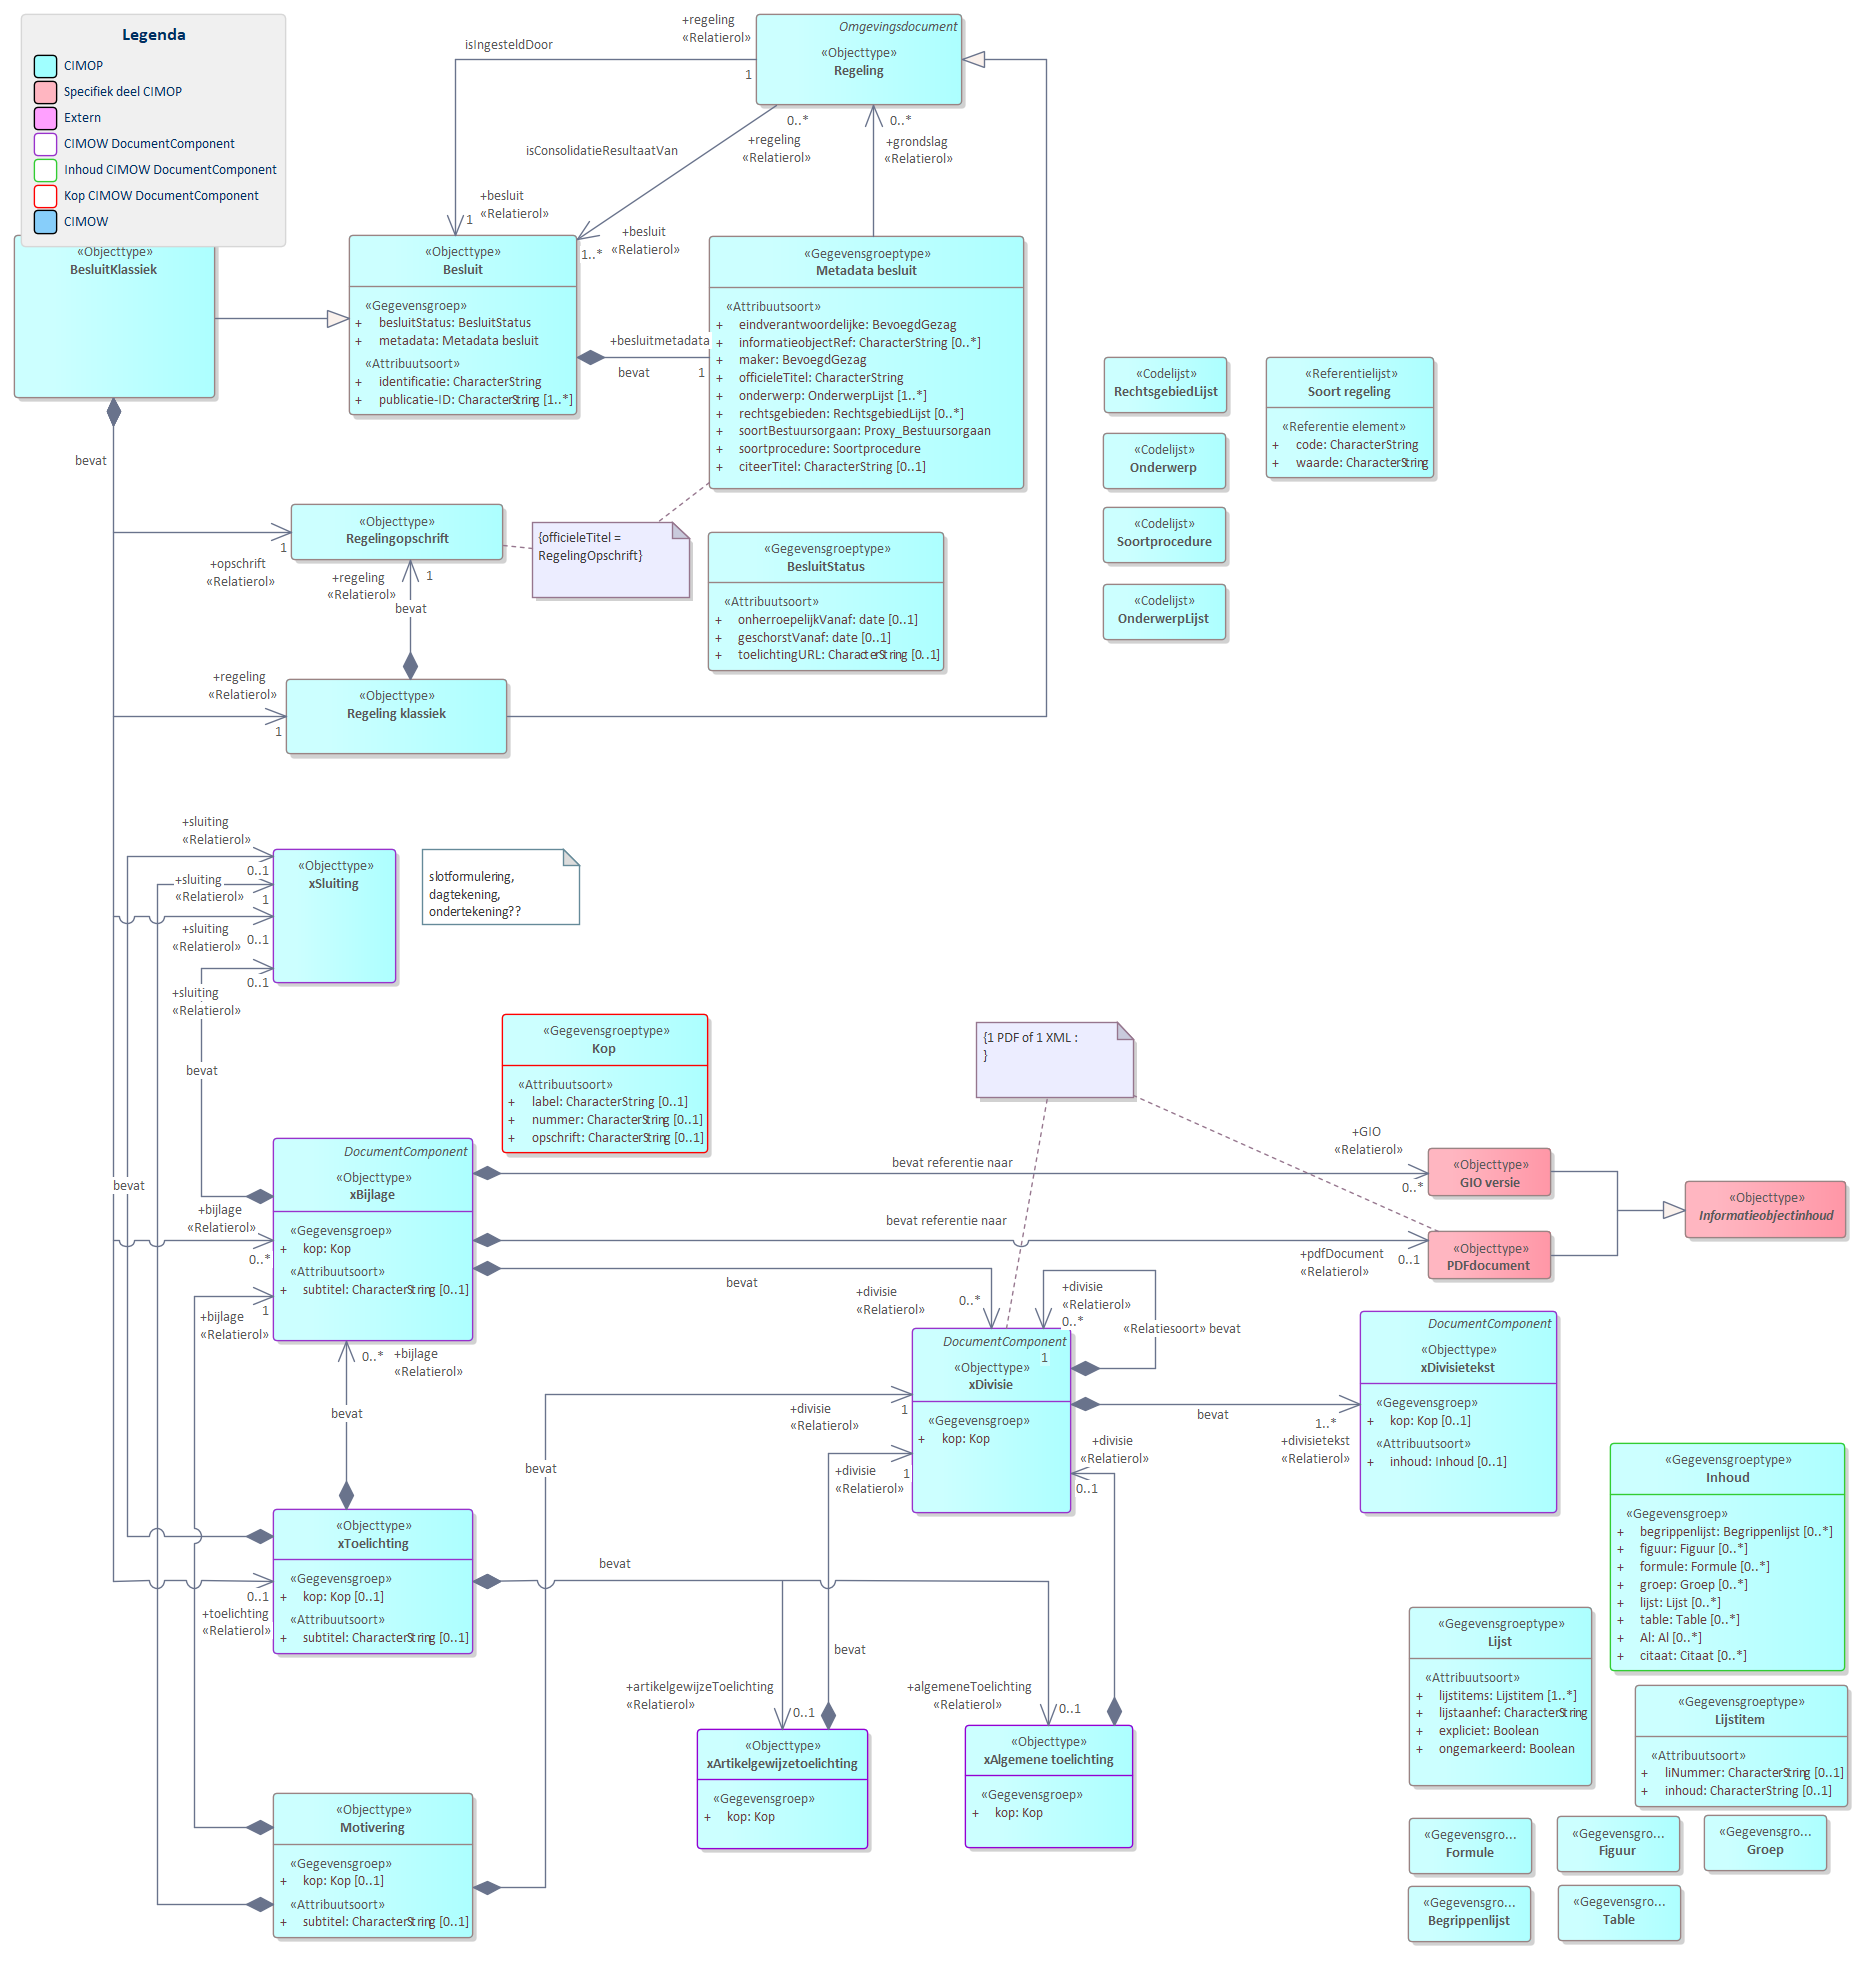 Legenda
CIMOP
Specifiek deel CIMOP
Extern
CIMOW DocumentComponent
Inhoud CIMOW DocumentComponent
Kop CIMOW DocumentComponent
CIMOW
+regeling
«Relatierol»
isIngesteldDoor
1
Omgevingsdocument
«Objecttype»
Regeling
0..*
+regeling
«Relatierol»
0..*
+grondslag
«Relatierol»
isConsolidatieResultaatVan
+besluit
«Relatierol»
1
+besluit
«Relatierol»
1..*
«Objecttype»
BesluitKlassiek
«Objecttype»
Besluit
«Gegevensgroep»
+ besluitStatus: BesluitStatus
+ metadata: Metadata besluit
«Attribuutsoort»
+ identificatie: CharacterString
+ publicatie-ID: CharacterString [1..*]
+besluitmetadata
bevat
1
«Gegevensgroeptype»
Metadata besluit
«Attribuutsoort»
+ eindverantwoordelijke: BevoegdGezag
+ informatieobjectRef: CharacterString [0..*]
+ maker: BevoegdGezag
+ officieleTitel: CharacterString
+ onderwerp: OnderwerpLijst [1..*]
+ rechtsgebieden: RechtsgebiedLijst [0..*]
+ soortBestuursorgaan: Proxy_Bestuursorgaan
+ soortprocedure: Soortprocedure
+ citeerTitel: CharacterString [0..1]
«Codelijst»
RechtsgebiedLijst
«Referentielijst»
Soort regeling
«Referentie element»
+ code: CharacterString
+ waarde: CharacterString
«Codelijst»
Onderwerp
«Codelijst»
Soortprocedure
«Codelijst»
OnderwerpLijst
bevat
«Objecttype»
Regelingopschrift
1
+opschrift
«Relatierol»
{officieleTitel =
RegelingOpschrift}
«Gegevensgroeptype»
BesluitStatus
«Attribuutsoort»
+ onherroepelijkVanaf: date [0..1]
+ geschorstVanaf: date [0..1]
+ toelichtingURL: CharacterString [0..1]
+regeling
«Relatierol»
1
bevat
+regeling
«Relatierol»
1
«Objecttype»
Regeling klassiek
+sluiting
«Relatierol»
0..1
+sluiting
«Relatierol»
1
+sluiting
«Relatierol»
0..1
0..1
+sluiting
«Relatierol»
«Objecttype»
xSluiting
slotformulering,
dagtekening,
ondertekening??
bevat
«Gegevensgroeptype»
Kop
«Attribuutsoort»
+ label: CharacterString [0..1]
+ nummer: CharacterString [0..1]
+ opschrift: CharacterString [0..1]
{1 PDF of 1 XML :
}
bevat
+bijlage
«Relatierol»
0..*
DocumentComponent
«Objecttype»
xBijlage
«Gegevensgroep»
+ kop: Kop
«Attribuutsoort»
+ subtitel: CharacterString [0..1]
1
+bijlage
«Relatierol»
0..*
+bijlage
«Relatierol»
bevat referentie naar
+GIO
«Relatierol»
0..*
«Objecttype»
GIO versie
«Objecttype»
Informatieobjectinhoud
bevat referentie naar
+pdfDocument
«Relatierol»
0..1
«Objecttype»
PDFdocument
bevat
+divisie
«Relatierol»
0..*
+divisie
«Relatierol»
0..*
«Relatiesoort» bevat
1
DocumentComponent
«Objecttype»
xDivisie
«Gegevensgroep»
+ kop: Kop
bevat
1..*
+divisietekst
«Relatierol»
DocumentComponent
«Objecttype»
xDivisietekst
«Gegevensgroep»
+ kop: Kop [0..1]
«Attribuutsoort»
+ inhoud: Inhoud [0..1]
bevat
bevat
+divisie
«Relatierol»
1
+divisie
«Relatierol»
1
+divisie
«Relatierol»
0..1
«Gegevensgroeptype»
Inhoud
«Gegevensgroep»
+ begrippenlijst: Begrippenlijst [0..*]
+ figuur: Figuur [0..*]
+ formule: Formule [0..*]
+ groep: Groep [0..*]
+ lijst: Lijst [0..*]
+ table: Table [0..*]
+ Al: Al [0..*]
+ citaat: Citaat [0..*]
«Objecttype»
xToelichting
«Gegevensgroep»
+ kop: Kop [0..1]
«Attribuutsoort»
+ subtitel: CharacterString [0..1]
0..1
+toelichting
«Relatierol»
bevat
bevat
+artikelgewijzeToelichting
«Relatierol»
0..1
+algemeneToelichting
«Relatierol»
0..1
«Objecttype»
xArtikelgewijzetoelichting
«Gegevensgroep»
+ kop: Kop
«Objecttype»
xAlgemene toelichting
«Gegevensgroep»
+ kop: Kop
«Gegevensgroeptype»
Lijst
«Attribuutsoort»
+ lijstitems: Lijstitem [1..*]
+ lijstaanhef: CharacterString
+ expliciet: Boolean
+ ongemarkeerd: Boolean
«Gegevensgroeptype»
Lijstitem
«Attribuutsoort»
+ liNummer: CharacterString [0..1]
+ inhoud: CharacterString [0..1]
«Objecttype»
Motivering
«Gegevensgroep»
+ kop: Kop [0..1]
«Attribuutsoort»
+ subtitel: CharacterString [0..1]
«Gegevensgro...
Formule
«Gegevensgro...
Figuur
«Gegevensgro...
Groep
«Gegevensgro...
Begrippenlijst
«Gegevensgro...
Table